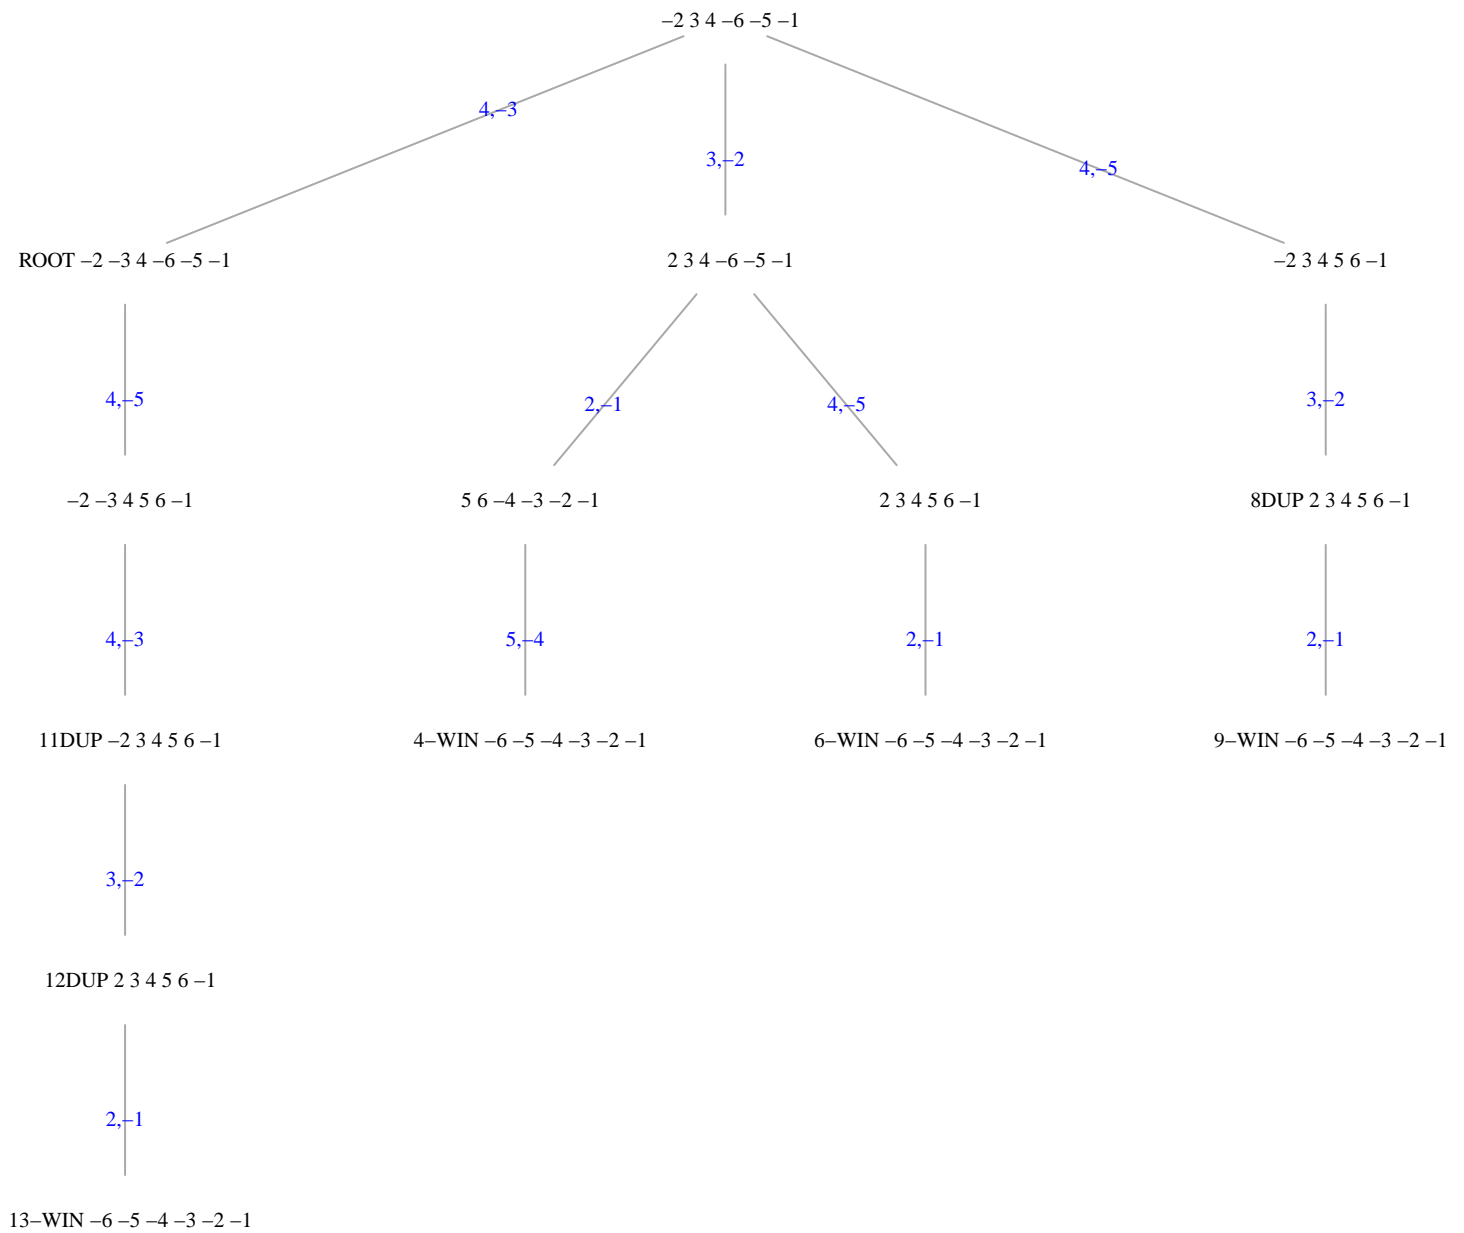 –2 3 4 –6 –5 –1
4,–3
3,–2
4,–5
ROOT –2 –3 4 –6 –5 –1
2 3 4 –6 –5 –1
–2 3 4 5 6 –1
4,–5
2,–1
4,–5
3,–2
–2 –3 4 5 6 –1
5 6 –4 –3 –2 –1
2 3 4 5 6 –1
8DUP 2 3 4 5 6 –1
4,–3
5,–4
2,–1
2,–1
11DUP –2 3 4 5 6 –1
4–WIN –6 –5 –4 –3 –2 –1
6–WIN –6 –5 –4 –3 –2 –1
9–WIN –6 –5 –4 –3 –2 –1
3,–2
12DUP 2 3 4 5 6 –1
2,–1
13–WIN –6 –5 –4 –3 –2 –1